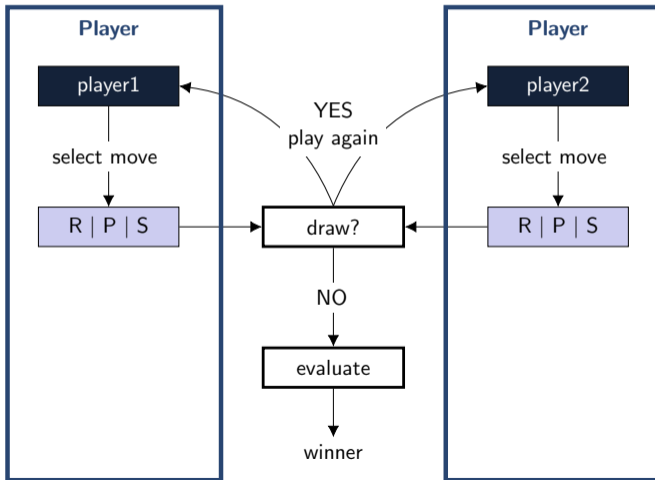 Player
Player
player1
player2
YES
play again
select move
select move
R | P | S
draw?
R | P | S
NO
evaluate
winner